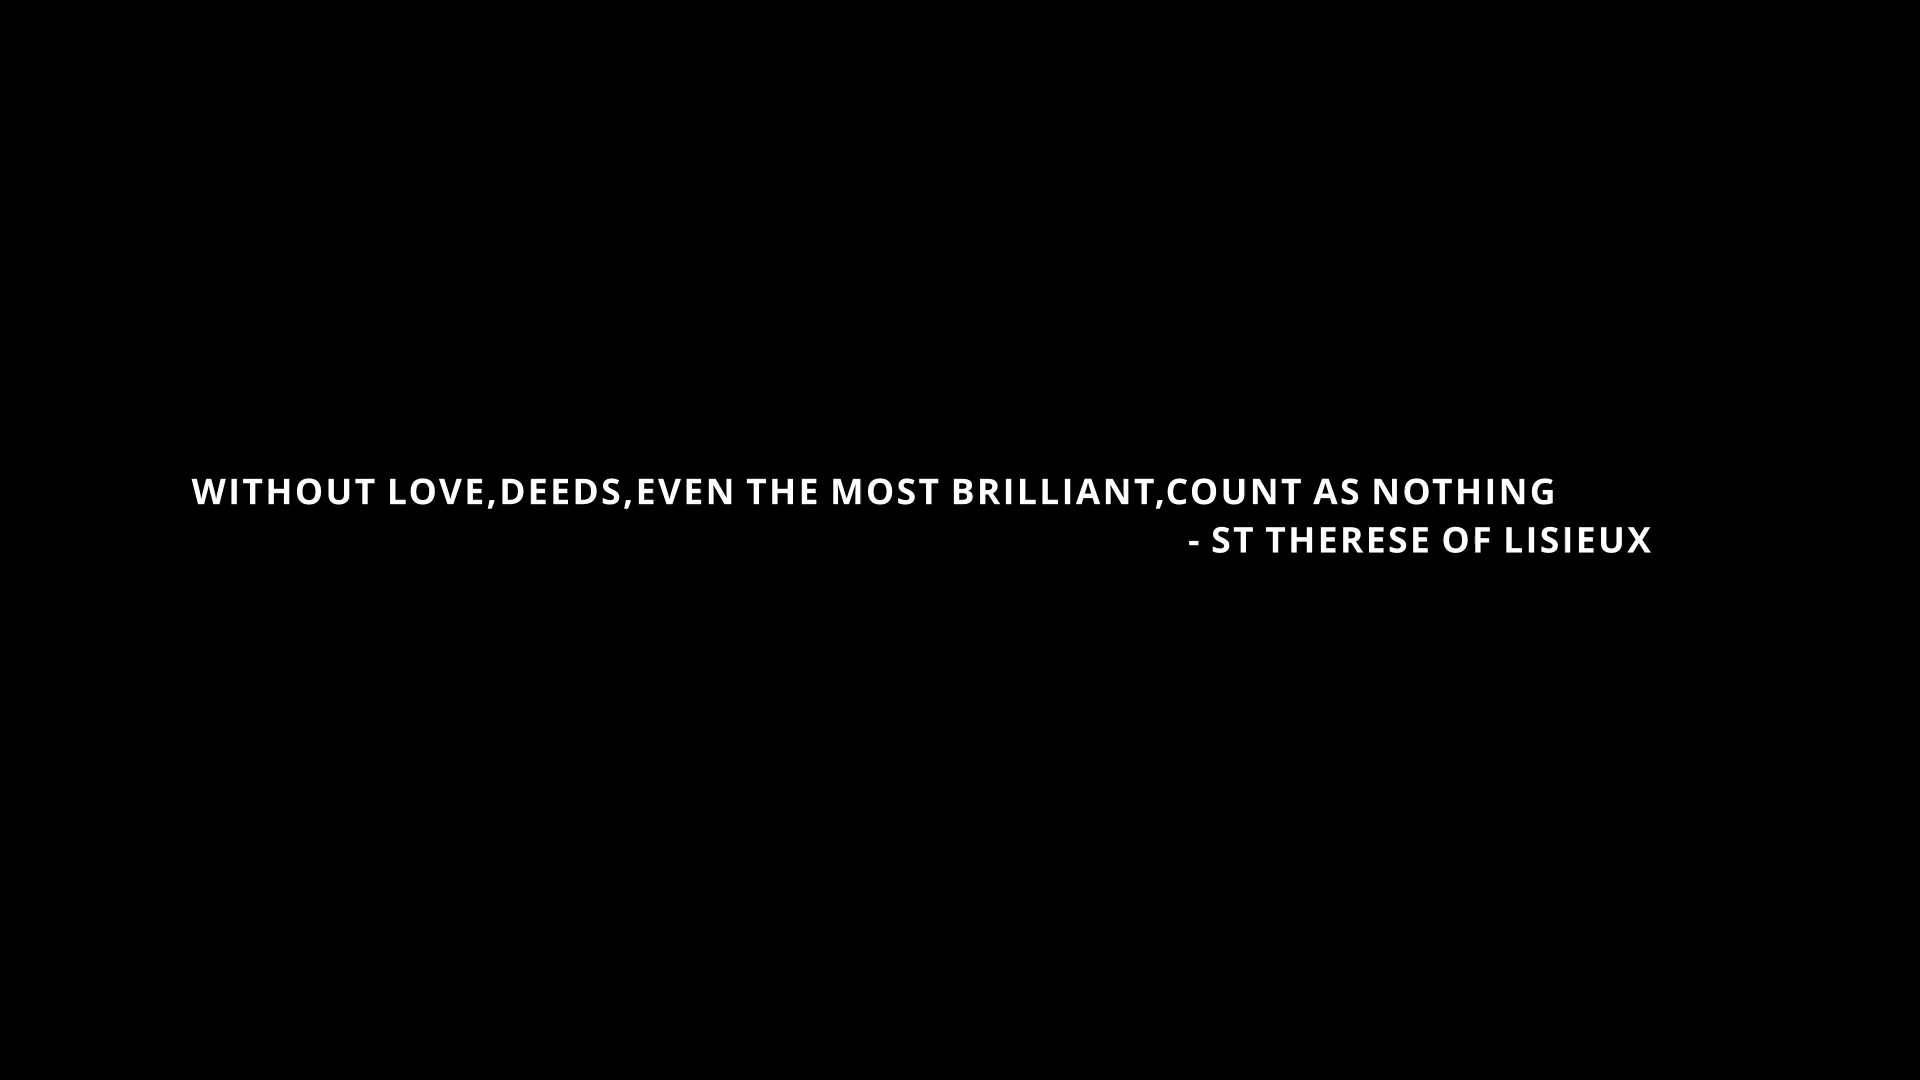 WITHOUT LOVE,DEEDS,EVEN THE MOST BRILLIANT,COUNT AS NOTHING
- ST THERESE OF LISIEUX